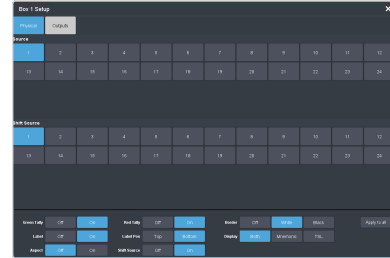 Box 1 Setup ×
Physical Outputs
Source
1 2 3 4 5 6 7 8 9 10 11 12
13 14 15 16 17 18 19 20 21 22 23 24
Shift Source
1 2 3 4 5 6 7 8 9 10 11 12
13 14 15 16 17 18 19 20 21 22 23 24
Green Tally Off On Red Tally Off On Border Off White Black Apply to all
Label Off On Label Pos Top Bottom Display Both Mnemonic TSL
Aspect Off On Shift Source Off On